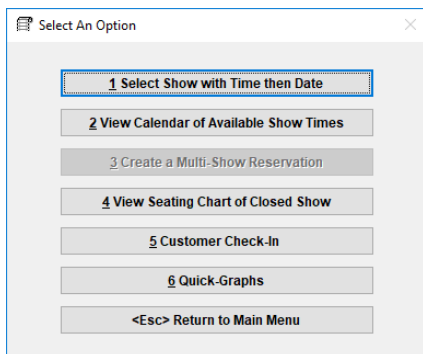 Select An Option
1 Select Show with Time then Date
2 View Calendar of Available Show Times
3 Create a Multi-Show Reservation
4 View Seating Chart of Closed Show
5 Customer Check-In
6 Quick-Graphs
<Esc> Return to Main Menu